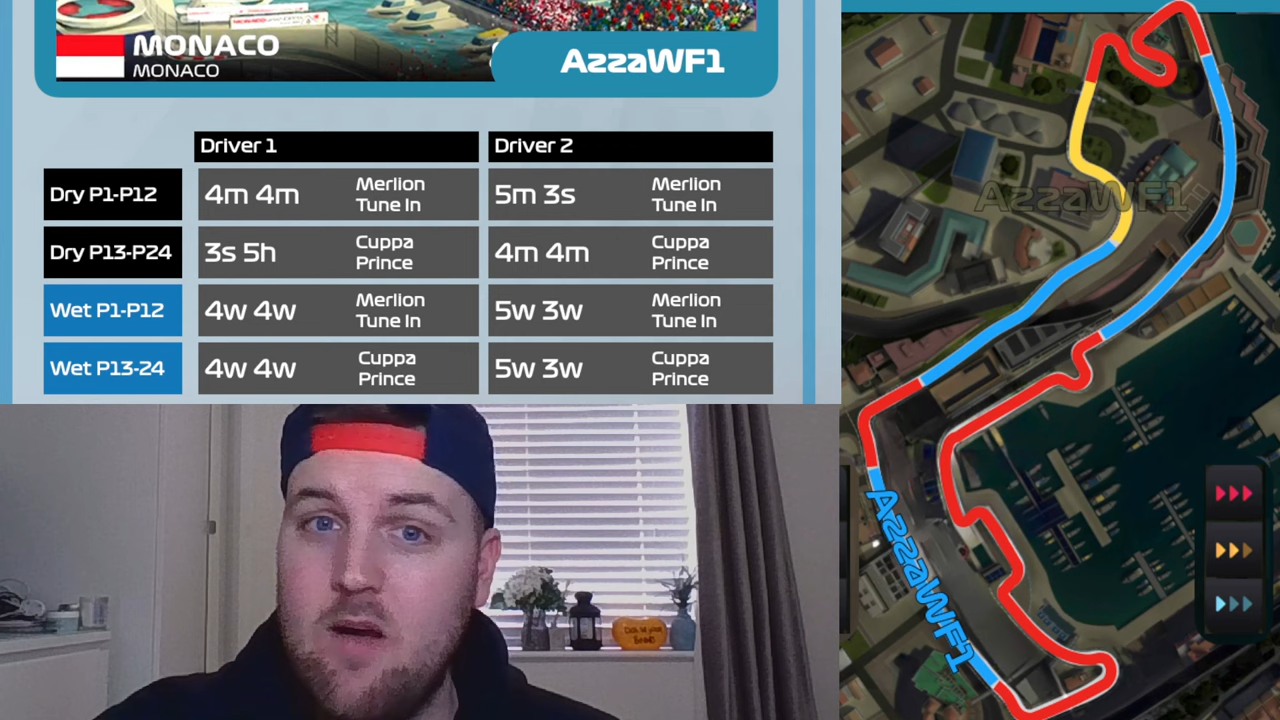 MONACO
MONACO
AzzaWF1
Driver 1
Driver 2
Dry P1-P12
4m 4m
Merlion
Tune In
5m 3s
Merlion
Tune In
Dry P13-P24
3s 5h
Cuppa
Prince
4m 4m
Cuppa
Prince
Wet P1-P12
4w 4w
Merlion
Tune In
5w 3w
Merlion
Tune In
Wet P13-24
4w 4w
Cuppa
Prince
5w 3w
Cuppa
Prince
AzzaWF1
AzzaWF1